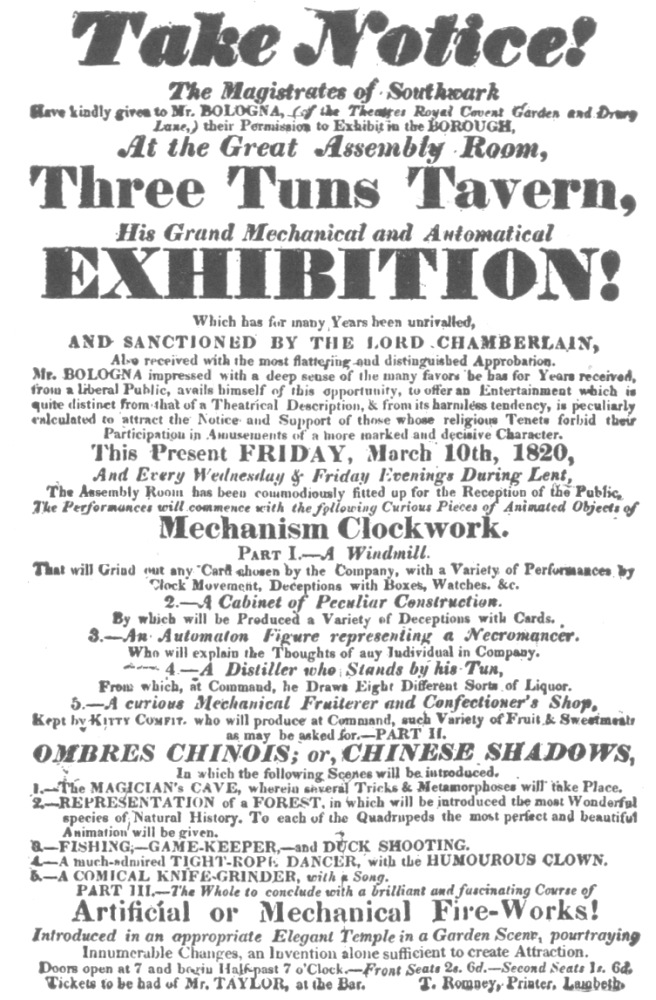 Take Notice!
The Magistrates of Southwark
Have kindly given to Mr. BOLOGNA, (of the Theatres Royal Covent Garden and Drury
Lane,) their Permission to Exhibit in the BOROUGH,
At the Great Assembly Room,
Three Tuns Tavern,
His Grand Mechanical and Automatical
EXHIBITION!
Which has for many Years been unrivalled,
AND SANCTIONED BY THE LORD CHAMBERLAIN,
Also received with the most flattering and distinguished Approbation.
Mr. BOLOGNA impressed with a deep sense of the many favors he has for Years received,
from a liberal Public, avails himself of this opportunity, to offer an Entertainment which is
quite distinct from that of a Theatrical Description, & from its harmless tendency, is peculiarly
calculated to attract the Notice and Support of those whose religious Tenets forbid their
Participation in Amusements of a more marked and decisive Character.
This Present FRIDAY, March 10th, 1820,
And Every Wednesday & Friday Evenings During Lent,
The Assembly Room has been commodiously fitted up for the Reception of the Public.
The Performances will commence with the following Curious Pieces of Animated Objects of
Mechanism Clockwork.
PART I.—A Windmill.
That will Grind out any Card chosen by the Company, with a Variety of Performances by
Clock Movement, Deceptions with Boxes, Watches. &c.
2.—A Cabinet of Peculiar Construction.
By which will be Produced a Variety of Deceptions with Cards.
3.—An Automaton Figure representing a Necromancer.
Who will explain the Thoughts of any Individual in Company.
4.—A Distiller who Stands by his Tun,
From which, at Command, he Draws Eight Different Sorts of Liquor.
5.—A curious Mechanical Fruiterer and Confectioner's Shop,
Kept by KITTY COMFIT. who will produce at Command, such Variety of Fruit & Sweetmeats
as may be asked for.—PART II.
OMBRES CHINOIS; or, CHINESE SHADOWS,
In which the following Scenes will be introduced.
1.—The MAGICIAN'S CAVE, wherein several Tricks & Metamorphoses will take Place.
2.—REPRESENTATION of a FOREST, in which will be introduced the most Wonderful
species of Natural History. To each of the Quadrupeds the most perfect and beautiful
Animation will be given.
3.—FISHING,—GAME-KEEPER,—and DUCK SHOOTING.
4.—A much-admired TIGHT-ROPE DANCER, with the HUMOUROUS CLOWN.
5.—A COMICAL KNIFE-GRINDER, with a Song.
PART III.—The Whole to conclude with a brilliant and fascinating Course of
Artificial or Mechanical Fire-Works!
Introduced in an appropriate Elegant Temple in a Garden Scene, pourtraying
Innumerable Changes, an Invention alone sufficient to create Attraction.
Doors open at 7 and begin Half-past 7 o'Clock.—Front Seats 2s. 6d.—Second Seats 1s. 6d.
Tickets to be had of Mr. TAYLOR, at the Bar. T. Romney, Printer, Lambeth.